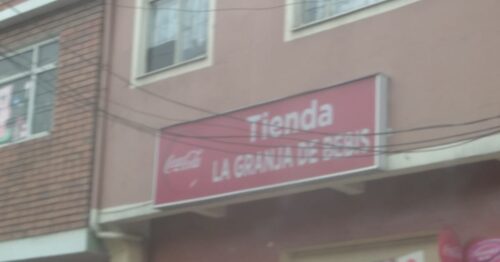 Tienda
Coca-Cola
LA GRANJA DE BEBIS